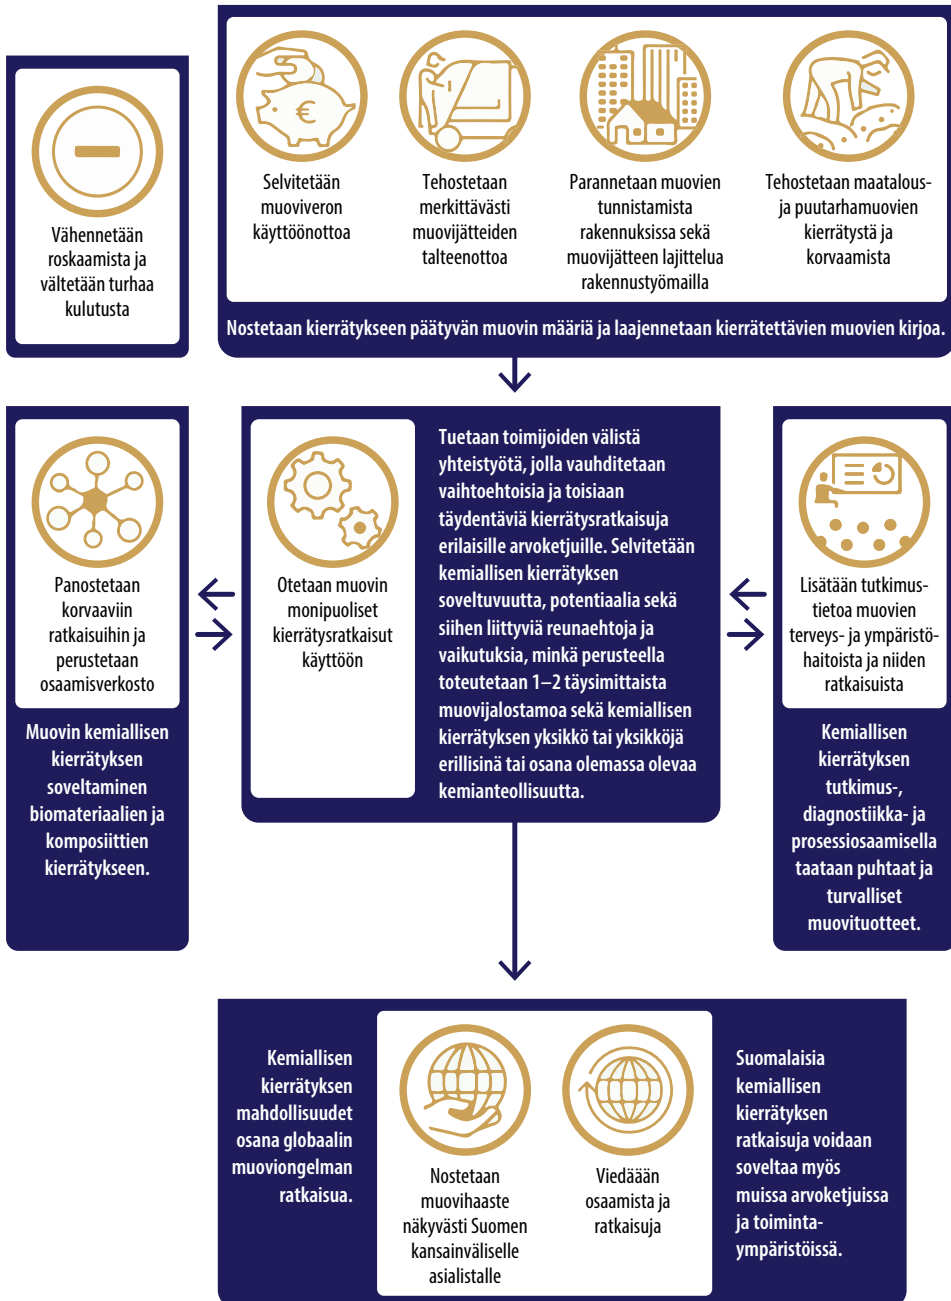 Vähennetään
roskaamista ja
vältetään turhaa
kulutusta
€
Selvitetään
muoviveron
käyttöönottoa
Tehostetaan
merkittävästi
muovijätteiden
talteenottoa
Parannetaan muovien
tunnistamista
rakennuksissa sekä
muovijätteen lajittelua
rakennustyömailla
Tehostetaan maatalous-
ja puutarhamuovien
kierrätystä ja
korvaamista
Nostetaan kierrätykseen päätyvän muovin määriä ja laajennetaan kierrätettävien muovien kirjoa.
Panostetaan
korvaaviin
ratkaisuihin ja
perustetaan
osaamisverkosto
Muovin kemiallisen
kierrätyksen
soveltaminen
biomateriaalien ja
komposiittien
kierrätykseen.
Otetaan muovin
monipuoliset
kierrätysratkaisut
käyttöön
Tuetaan toimijoiden välistä
yhteistyötä, jolla vauhditetaan
vaihtoehtoisia ja toisiaan
täydentäviä kierrätysratkaisuja
erilaisille arvoketjuille. Selvitetään
kemiallisen kierrätyksen
soveltuvuutta, potentiaalia sekä
siihen liittyviä reunaehtoja ja
vaikutuksia, minkä perusteella
toteutetaan 1–2 täysimittaista
muovijalostamoa sekä kemiallisen
kierrätyksen yksikkö tai yksikköjä
erillisinä tai osana olemassa olevaa
kemianteollisuutta.
Lisätään tutkimus-
tietoa muovien
terveys- ja ympäristö-
haitoista ja niiden
ratkaisuista
Kemiallisen
kierrätyksen
tutkimus-,
diagnostiikka- ja
prosessiosaamisella
taataan puhtaat ja
turvalliset
muovituotteet.
Kemiallisen
kierrätyksen
mahdollisuudet
osana globaalin
muoviongelman
ratkaisua.
Nostetaan
muovihaaste
näkyvästi Suomen
kansainväliselle
asialistalle
Viedäään
osaamista ja
ratkaisuja
Suomalaisia
kemiallisen
kierrätyksen
ratkaisuja voidaan
soveltaa myös
muissa arvoketjuissa
ja toiminta-
ympäristöissä.